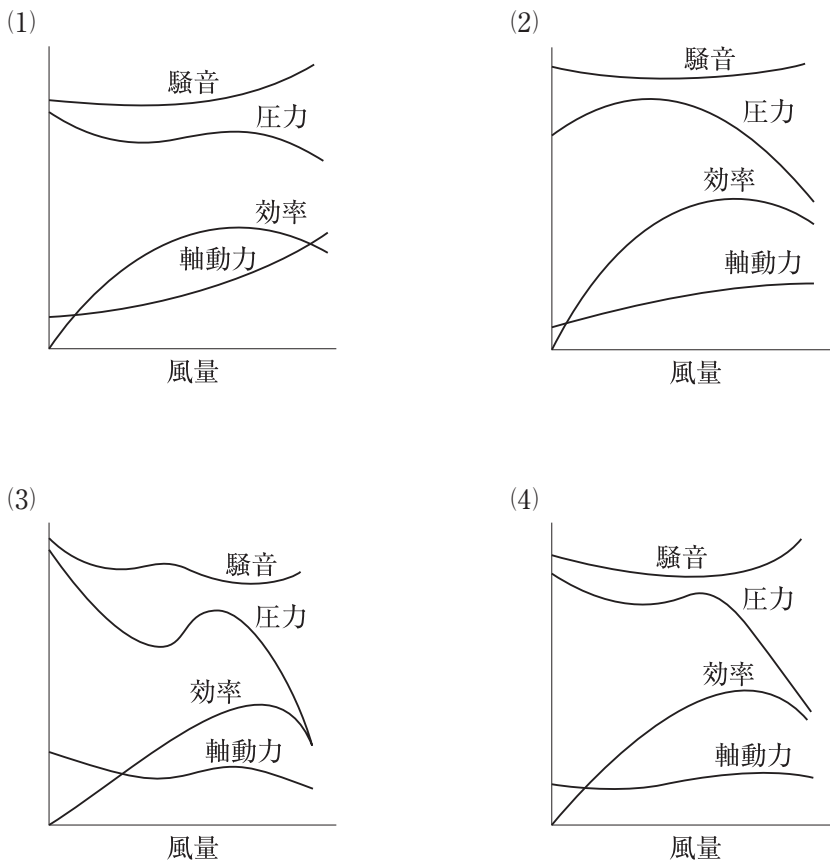 (1)
騒音
圧力
効率
軸動力
風量
(2)
騒音
圧力
効率
軸動力
風量
(3)
騒音
圧力
効率
軸動力
風量
(4)
騒音
圧力
効率
軸動力
風量